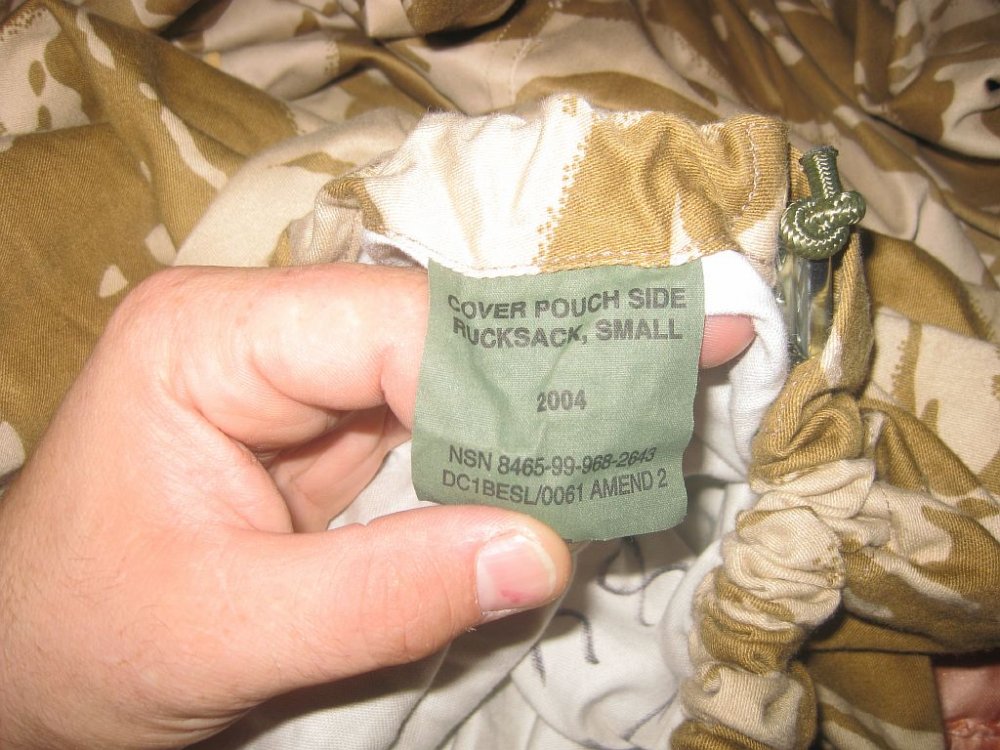 COVER POUCH SIDE
RUCKSACK, SMALL
2004
NSN 8465-99-968-2643
DC1BESL/0061 AMEND 2